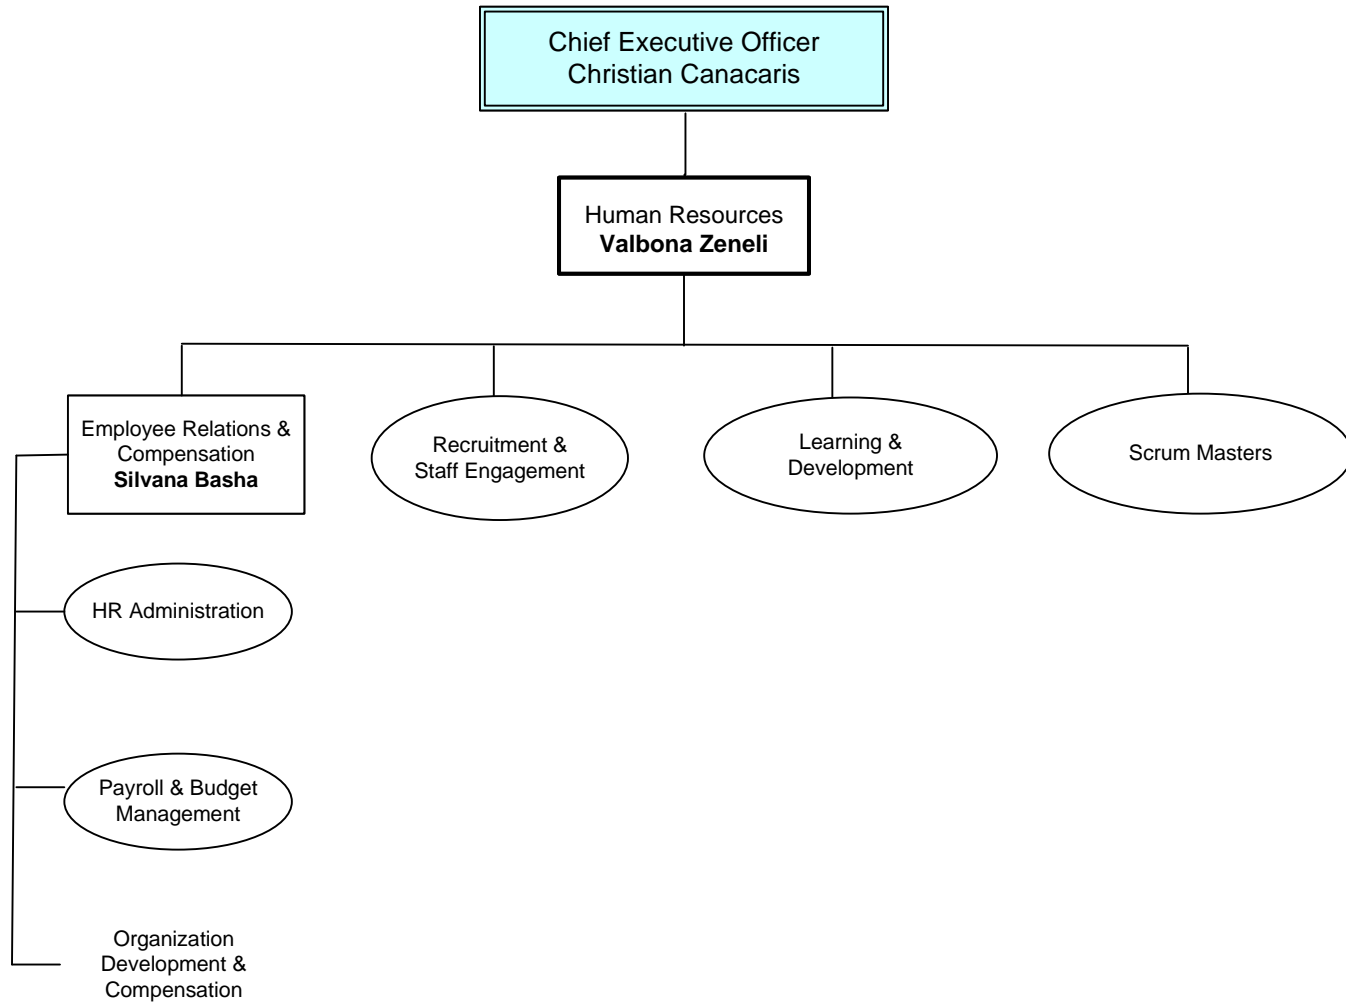 Chief Executive Officer
Christian Canacaris
Human Resources
Valbona Zeneli
Employee Relations &
Compensation
Silvana Basha
Recruitment &
Staff Engagement
Learning &
Development
Scrum Masters
HR Administration
Payroll & Budget
Management
Organization
Development &
Compensation